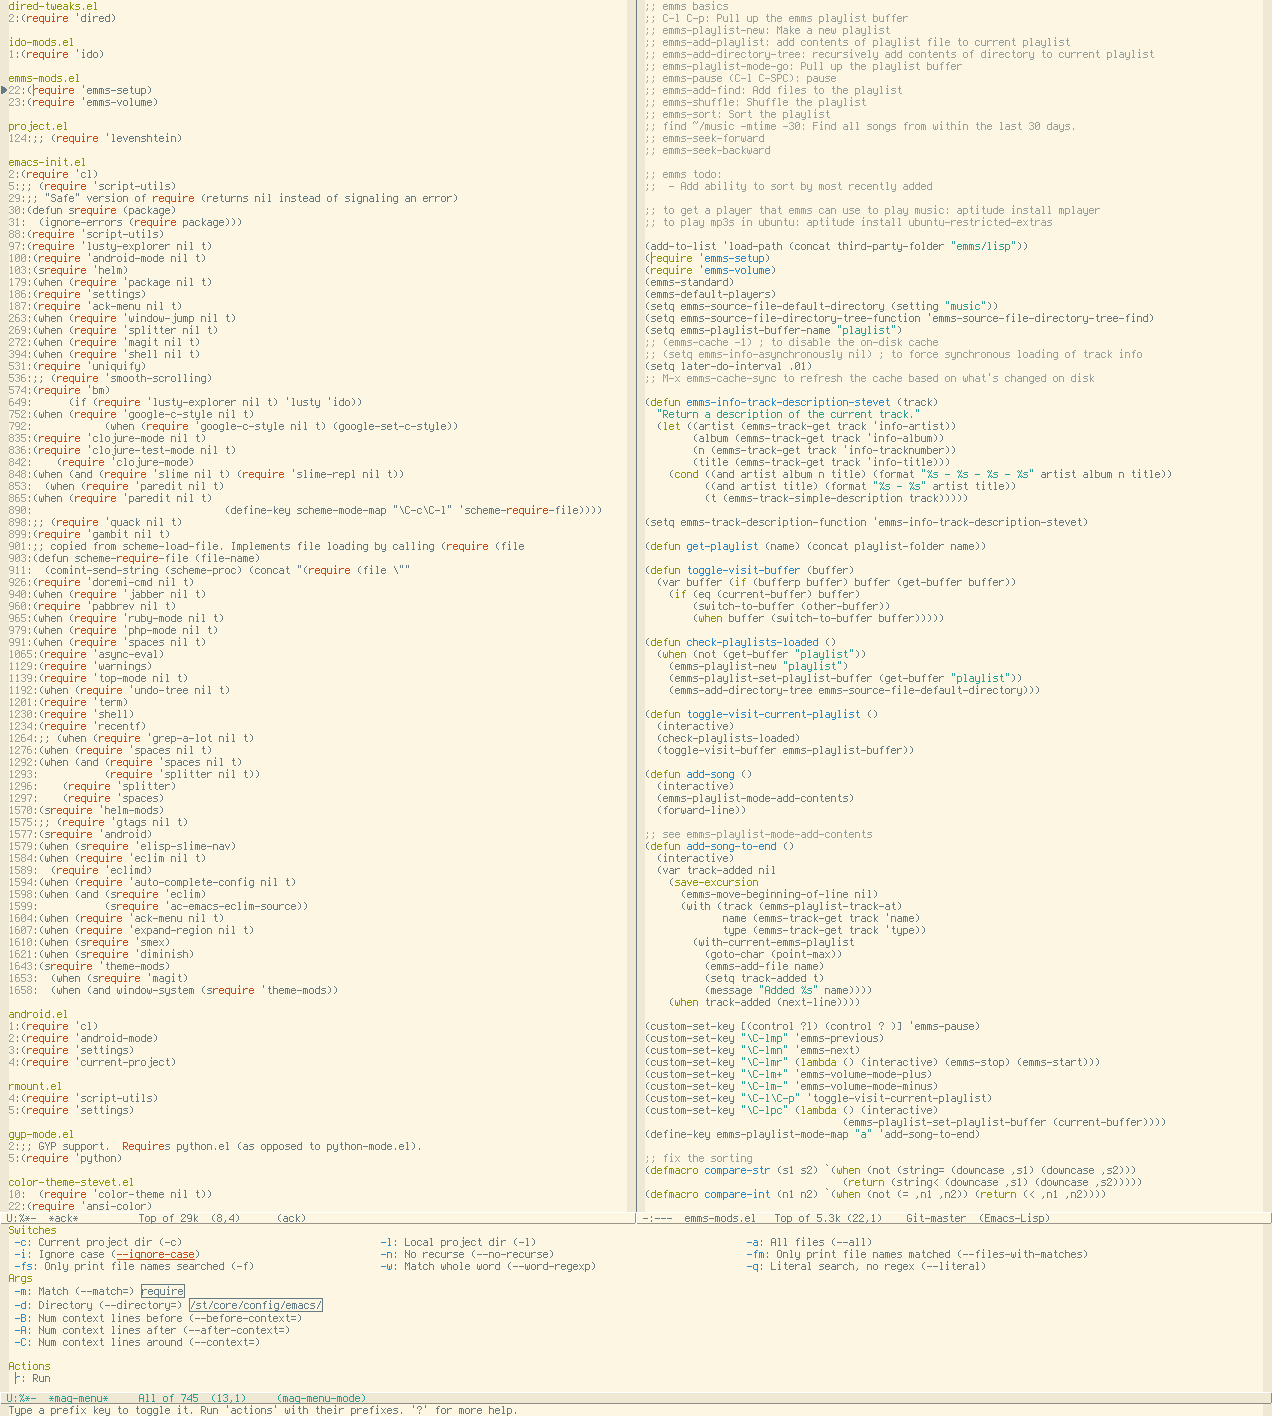 dired-tweaks.el
2:(require 'dired)

ido-mods.el
1:(require 'ido)

emms-mods.el
22:(require 'emms-setup)
23:(require 'emms-volume)

project.el
124:;; (require 'levenshtein)

emacs-init.el
2:(require 'cl)
5:;; (require 'script-utils)
29:;; "Safe" version of require (returns nil instead of signaling an error)
30:(defun srequire (package)
31:  (ignore-errors (require package)))
88:(require 'script-utils)
97:(require 'lusty-explorer nil t)
100:(require 'android-mode nil t)
103:(srequire 'helm)
179:(when (require 'package nil t)
186:(require 'settings)
187:(require 'ack-menu nil t)
263:(when (require 'window-jump nil t)
269:(when (require 'splitter nil t)
272:(when (require 'magit nil t)
394:(when (require 'shell nil t)
531:(require 'uniquify)
536:;; (require 'smooth-scrolling)
574:(require 'bm)
649:      (if (require 'lusty-explorer nil t) 'lusty 'ido))
752:(when (require 'google-c-style nil t)
792:            (when (require 'google-c-style nil t) (google-set-c-style))
835:(require 'clojure-mode nil t)
836:(require 'clojure-test-mode nil t)
842:    (require 'clojure-mode)
848:(when (and (require 'slime nil t) (require 'slime-repl nil t))
853:  (when (require 'paredit nil t)
865:(when (require 'paredit nil t)
890:                                (define-key scheme-mode-map "\C-c\C-l" 'scheme-require-file))))
898:;; (require 'quack nil t)
899:(require 'gambit nil t)
901:;; copied from scheme-load-file. Implements file loading by calling (require (file
903:(defun scheme-require-file (file-name)
911:  (comint-send-string (scheme-proc) (concat "(require (file \""
926:(require 'doremi-cmd nil t)
940:(when (require 'jabber nil t)
960:(require 'pabbrev nil t)
965:(when (require 'ruby-mode nil t)
979:(when (require 'php-mode nil t)
991:(when (require 'spaces nil t)
1065:(require 'async-eval)
1129:(require 'warnings)
1139:(require 'top-mode nil t)
1192:(when (require 'undo-tree nil t)
1201:(require 'term)
1230:(require 'shell)
1234:(require 'recentf)
1264:;; (when (require 'grep-a-lot nil t)
1276:(when (require 'spaces nil t)
1292:(when (and (require 'spaces nil t)
1293:           (require 'splitter nil t))
1296:    (require 'splitter)
1297:    (require 'spaces)
1570:(srequire 'helm-mods)
1575:;; (require 'gtags nil t)
1577:(srequire 'android)
1579:(when (srequire 'elisp-slime-nav)
1584:(when (require 'eclim nil t)
1589:  (require 'eclimd)
1594:(when (require 'auto-complete-config nil t)
1598:(when (and (srequire 'eclim)
1599:           (srequire 'ac-emacs-eclim-source))
1604:(when (require 'ack-menu nil t)
1607:(when (require 'expand-region nil t)
1610:(when (srequire 'smex)
1621:(when (srequire 'diminish)
1643:(srequire 'theme-mods)
1653:  (when (srequire 'magit)
1658:  (when (and window-system (srequire 'theme-mods))

android.el
1:(require 'cl)
2:(require 'android-mode)
3:(require 'settings)
4:(require 'current-project)

rmount.el
4:(require 'script-utils)
5:(require 'settings)

gyp-mode.el
2:;; GYP support.  Requires python.el (as opposed to python-mode.el).
5:(require 'python)

color-theme-stevet.el
10:  (require 'color-theme nil t))
22:(require 'ansi-color)
U:%*-  *ack*          Top of 29k  (8,4)      (ack)
;; emms basics
;; C-l C-p: Pull up the emms playlist buffer
;; emms-playlist-new: Make a new playlist
;; emms-add-playlist: add contents of playlist file to current playlist
;; emms-add-directory-tree: recursively add contents of directory to current playlist
;; emms-playlist-mode-go: Pull up the playlist buffer
;; emms-pause (C-l C-SPC): pause
;; emms-add-find: Add files to the playlist
;; emms-shuffle: Shuffle the playlist
;; emms-sort: Sort the playlist
;; find ~/music -mtime -30: Find all songs from within the last 30 days.
;; emms-seek-forward
;; emms-seek-backward

;; emms todo:
;;  - Add ability to sort by most recently added

;; to get a player that emms can use to play music: aptitude install mplayer
;; to play mp3s in ubuntu: aptitude install ubuntu-restricted-extras

(add-to-list 'load-path (concat third-party-folder "emms/lisp"))
(require 'emms-setup)
(require 'emms-volume)
(emms-standard)
(emms-default-players)
(setq emms-source-file-default-directory (setting "music"))
(setq emms-source-file-directory-tree-function 'emms-source-file-directory-tree-find)
(setq emms-playlist-buffer-name "playlist")
;; (emms-cache -1) ; to disable the on-disk cache
;; (setq emms-info-asynchronously nil) ; to force synchronous loading of track info
(setq later-do-interval .01)
;; M-x emms-cache-sync to refresh the cache based on what's changed on disk

(defun emms-info-track-description-stevet (track)
  "Return a description of the current track."
  (let ((artist (emms-track-get track 'info-artist))
        (album (emms-track-get track 'info-album))
        (n (emms-track-get track 'info-tracknumber))
        (title (emms-track-get track 'info-title)))
    (cond ((and artist album n title) (format "%s - %s - %s - %s" artist album n title))
          ((and artist title) (format "%s - %s" artist title))
          (t (emms-track-simple-description track)))))

(setq emms-track-description-function 'emms-info-track-description-stevet)

(defun get-playlist (name) (concat playlist-folder name))

(defun toggle-visit-buffer (buffer)
  (var buffer (if (bufferp buffer) buffer (get-buffer buffer))
    (if (eq (current-buffer) buffer)
        (switch-to-buffer (other-buffer))
        (when buffer (switch-to-buffer buffer)))))

(defun check-playlists-loaded ()
  (when (not (get-buffer "playlist"))
    (emms-playlist-new "playlist")
    (emms-playlist-set-playlist-buffer (get-buffer "playlist"))
    (emms-add-directory-tree emms-source-file-default-directory)))

(defun toggle-visit-current-playlist ()
  (interactive)
  (check-playlists-loaded)
  (toggle-visit-buffer emms-playlist-buffer))

(defun add-song ()
  (interactive)
  (emms-playlist-mode-add-contents)
  (forward-line))

;; see emms-playlist-mode-add-contents
(defun add-song-to-end ()
  (interactive)
  (var track-added nil
    (save-excursion
      (emms-move-beginning-of-line nil)
      (with (track (emms-playlist-track-at)
             name (emms-track-get track 'name)
             type (emms-track-get track 'type))
        (with-current-emms-playlist
          (goto-char (point-max))
          (emms-add-file name)
          (setq track-added t)
          (message "Added %s" name))))
    (when track-added (next-line))))

(custom-set-key [(control ?l) (control ? )] 'emms-pause)
(custom-set-key "\C-lmp" 'emms-previous)
(custom-set-key "\C-lmn" 'emms-next)
(custom-set-key "\C-lmr" (lambda () (interactive) (emms-stop) (emms-start)))
(custom-set-key "\C-lm+" 'emms-volume-mode-plus)
(custom-set-key "\C-lm-" 'emms-volume-mode-minus)
(custom-set-key "\C-l\C-p" 'toggle-visit-current-playlist)
(custom-set-key "\C-lpc" (lambda () (interactive)
                                 (emms-playlist-set-playlist-buffer (current-buffer))))
(define-key emms-playlist-mode-map "a" 'add-song-to-end)

;; fix the sorting
(defmacro compare-str (s1 s2) `(when (not (string= (downcase ,s1) (downcase ,s2)))
                                 (return (string< (downcase ,s1) (downcase ,s2)))))
(defmacro compare-int (n1 n2) `(when (not (= ,n1 ,n2)) (return (< ,n1 ,n2))))
-:---  emms-mods.el   Top of 5.3k (22,1)    Git-master  (Emacs-Lisp)
Switches
-c: Current project dir (-c)   -l: Local project dir (-l)   -a: All files (--all)
-i: Ignore case (--ignore-case)   -n: No recurse (--no-recurse)   -fm: Only print file names matched (--files-with-matches)
-fs: Only print file names searched (-f)   -w: Match whole word (--word-regexp)   -q: Literal search, no regex (--literal)
Args
-m: Match (--match=) require
-d: Directory (--directory=) /st/core/config/emacs/
-B: Num context lines before (--before-context=)
-A: Num context lines after (--after-context=)
-C: Num context lines around (--context=)

Actions
r: Run
U:%*-  *mag-menu*     All of 745  (13,1)     (mag-menu-mode)
Type a prefix key to toggle it. Run 'actions' with their prefixes. '?' for more help.